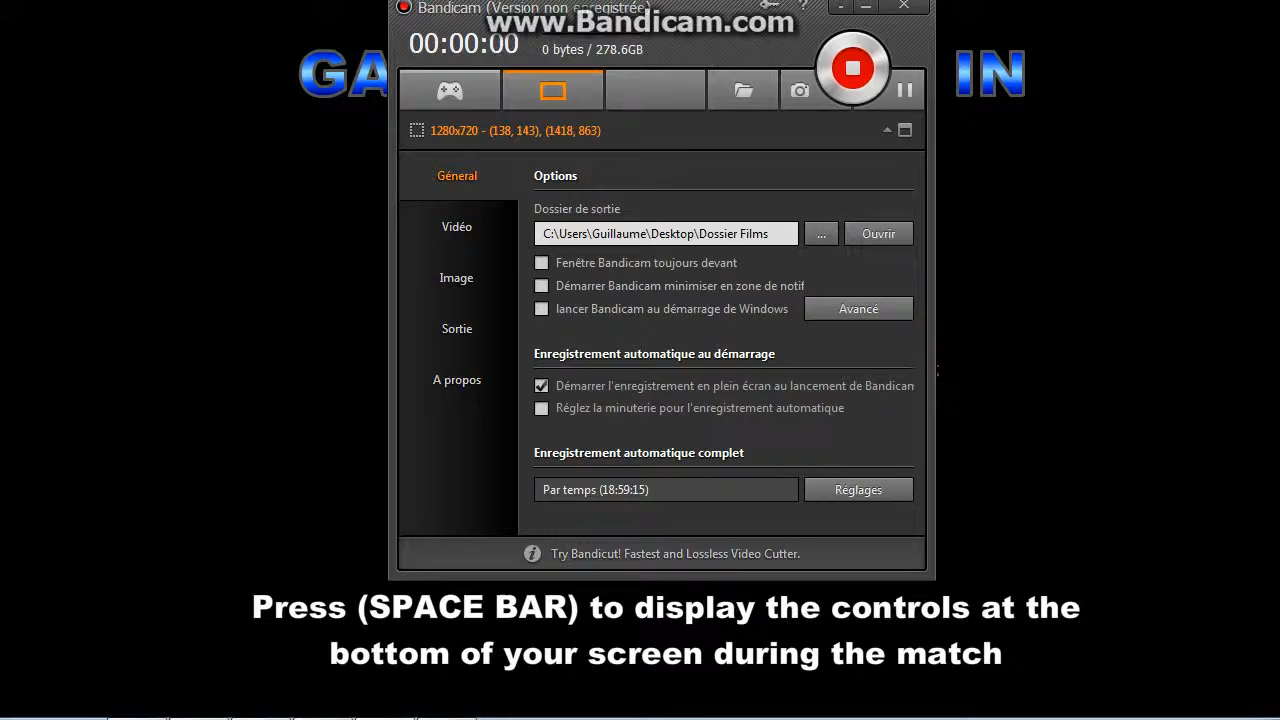 Bandicam (Version non enregistrée)
www.Bandicam.com
00:00:00
0 bytes / 278.6GB
GA
IN
1280x720 - (138, 143), (1418, 863)
Géneral
Options
Dossier de sortie
C:\Users\Guillaume\Desktop\Dossier Films
...
Ouvrir
Vidéo
Fenêtre Bandicam toujours devant
Image
Démarrer Bandicam minimiser en zone de notif
lancer Bandicam au démarrage de Windows
Avancé
Sortie
Enregistrement automatique au démarrage
A propos
Démarrer l'enregistrement en plein écran au lancement de Bandican
Réglez la minuterie pour l'enregistrement automatique
Enregistrement automatique complet
Par temps (18:59:15)
Réglages
Try Bandicut! Fastest and Lossless Video Cutter.
Press (SPACE BAR) to display the controls at the
bottom of your screen during the match